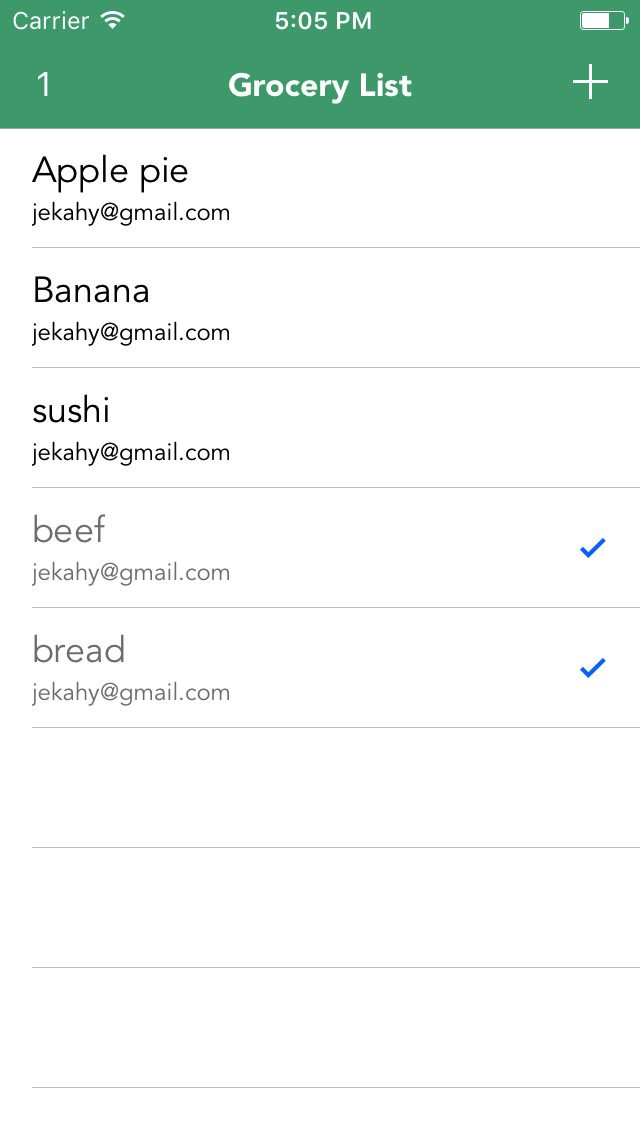 Carrier 5:05 PM
1 Grocery List +
Apple pie
jekahy@gmail.com
Banana
jekahy@gmail.com
sushi
jekahy@gmail.com
beef
jekahy@gmail.com
bread
jekahy@gmail.com